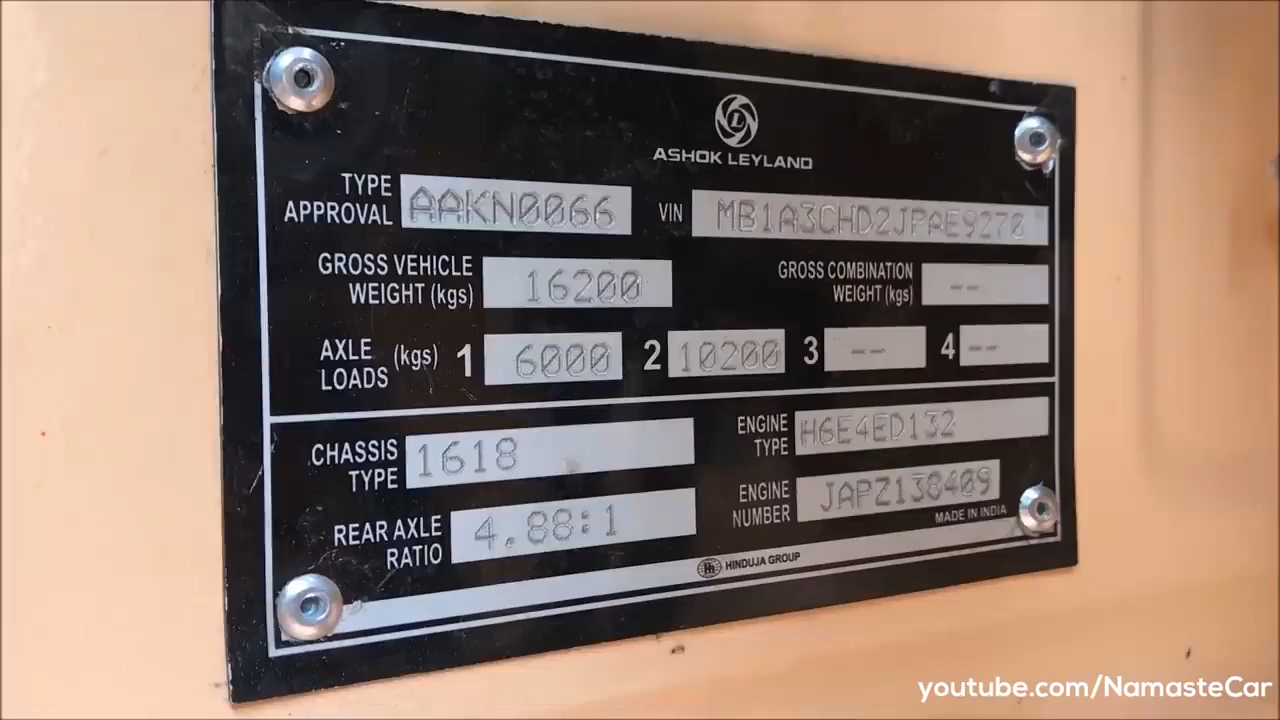 ASHOK LEYLAND
TYPE APPROVAL AAKN0066 VIN MB1A3CHD2JPAE9270
GROSS VEHICLE WEIGHT (kgs) 16200 GROSS COMBINATION WEIGHT (kgs) --
AXLE LOADS (kgs) 1 6000 2 10200 3 -- 4 --
CHASSIS TYPE 1618 ENGINE TYPE H6E4ED132
REAR AXLE RATIO 4.88:1 ENGINE NUMBER JAPZ138409
MADE IN INDIA
HINDUJA GROUP
youtube.com/NamasteCar